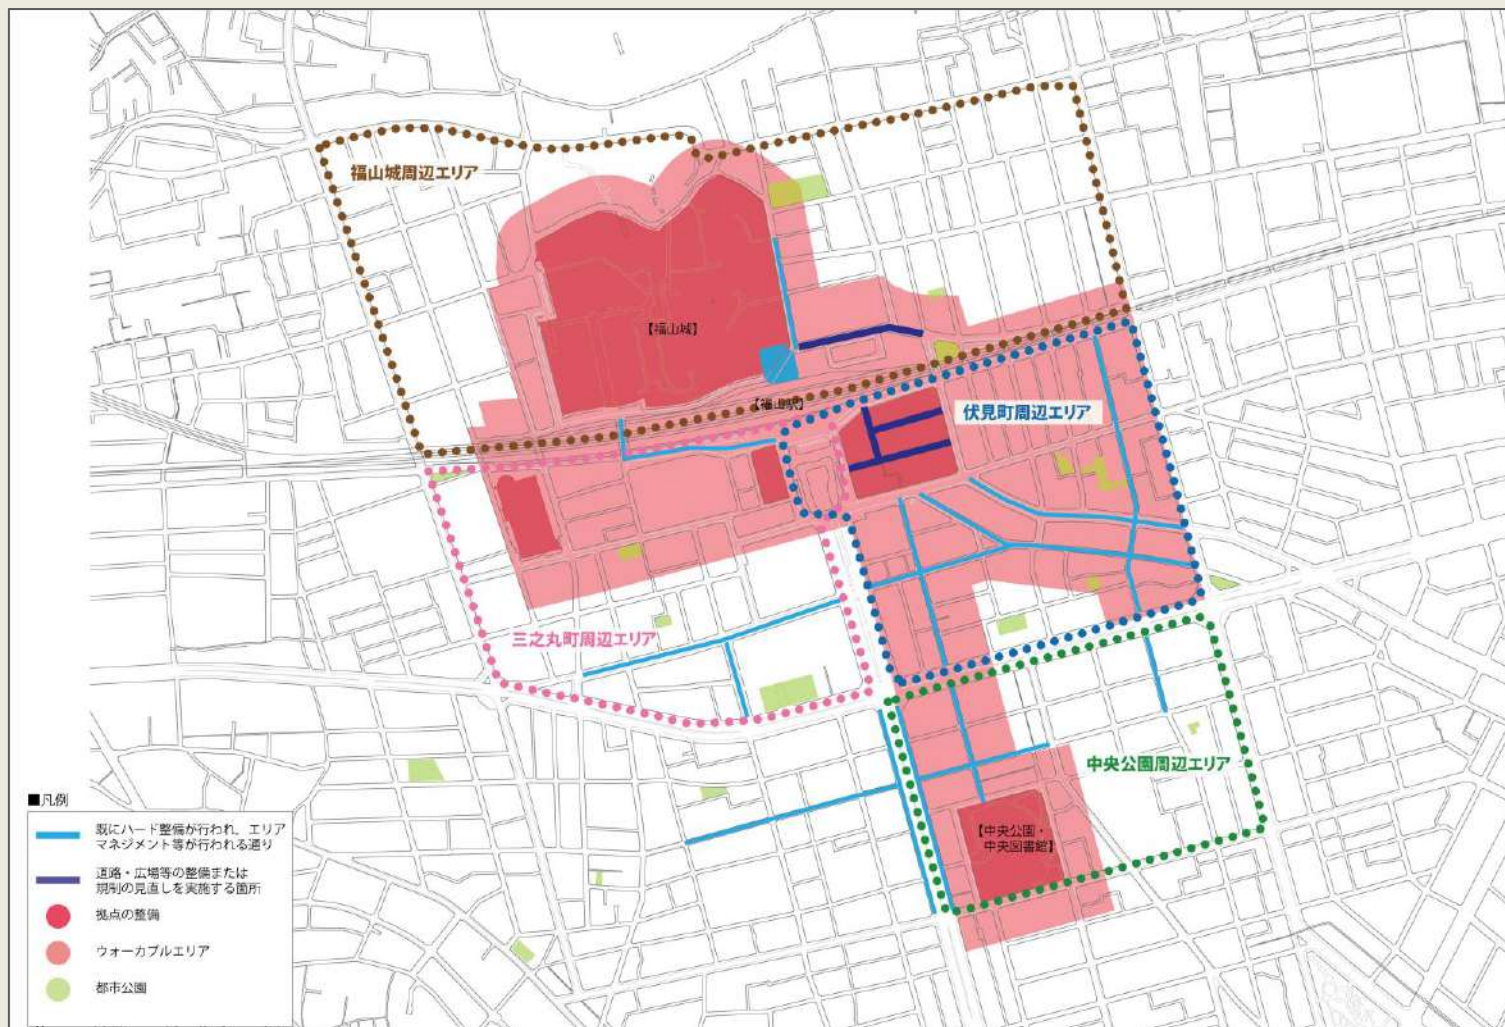 福山城周辺エリア
【福山城】
【福山駅】
伏見町周辺エリア
三之丸町周辺エリア
中央公園周辺エリア
【中央公園・
中央図書館】
■凡例
既にハード整備が行われ、エリア
マネジメント等が行われる通り
道路・広場等の整備または
規制の見直しを実施する箇所
拠点の整備
ウォーカブルエリア
都市公園